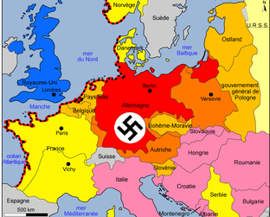 Norvège
Suède
U.R.S.S.
mer
du Nord
mer
Baltique
Danemark
Ostland
Royaume-Uni
Londres
Pays-Bas
Berlin
gouvernement
général de
Pologne
Varsovie
Manche
Belgique
Allemagne
Bohême-Moravie
Slovaquie
Paris
océan
Atlantique
France
Autriche
Suisse
Hongrie
Vichy
Slovénie
Roumanie
Italie
Croatie
Serbie
Espagne
500 km
mer
Méditerranée
Monténégro
Albanie
Bulgarie